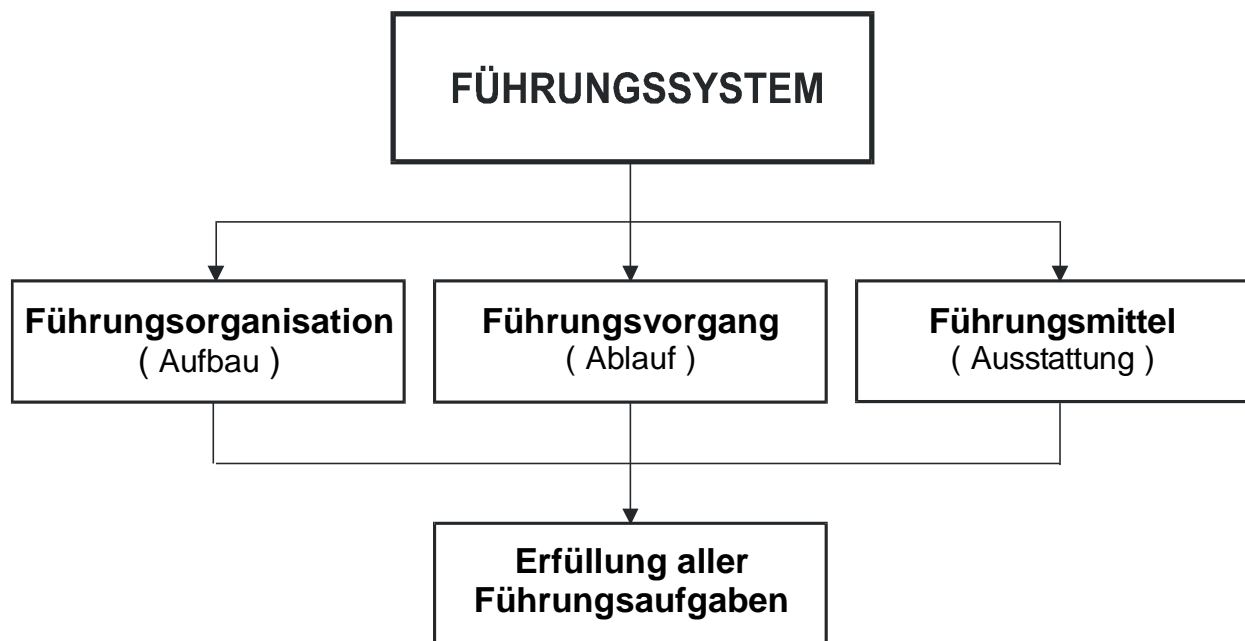 FÜHRUNGSSYSTEM
Führungsorganisation
( Aufbau )
Führungsvorgang
( Ablauf )
Führungsmittel
( Ausstattung )
Erfüllung aller
Führungsaufgaben